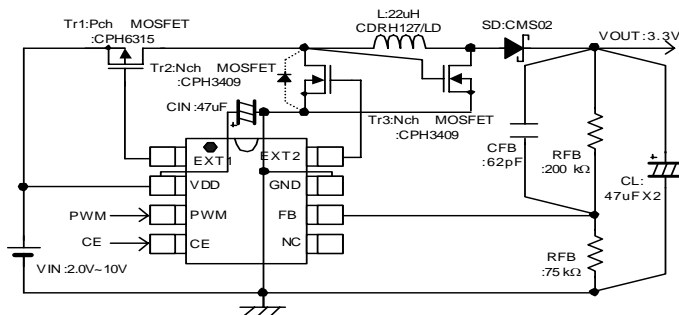 Tr1:Pch MOSFET
:CPH6315
L:22uH
CDRH127/LD
SD:CMS02
VOUT:3.3V
Tr2:Nch MOSFET
:CPH3409
CIN:47uF
Tr3:Nch MOSFET
:CPH3409
CFB
:62pF
RFB
:200 kΩ
CL:
47uFX2
EXT1
EXT2
VDD
GND
PWM
PWM
FB
CE
CE
NC
VIN:2.0V~10V
RFB
:75kΩ